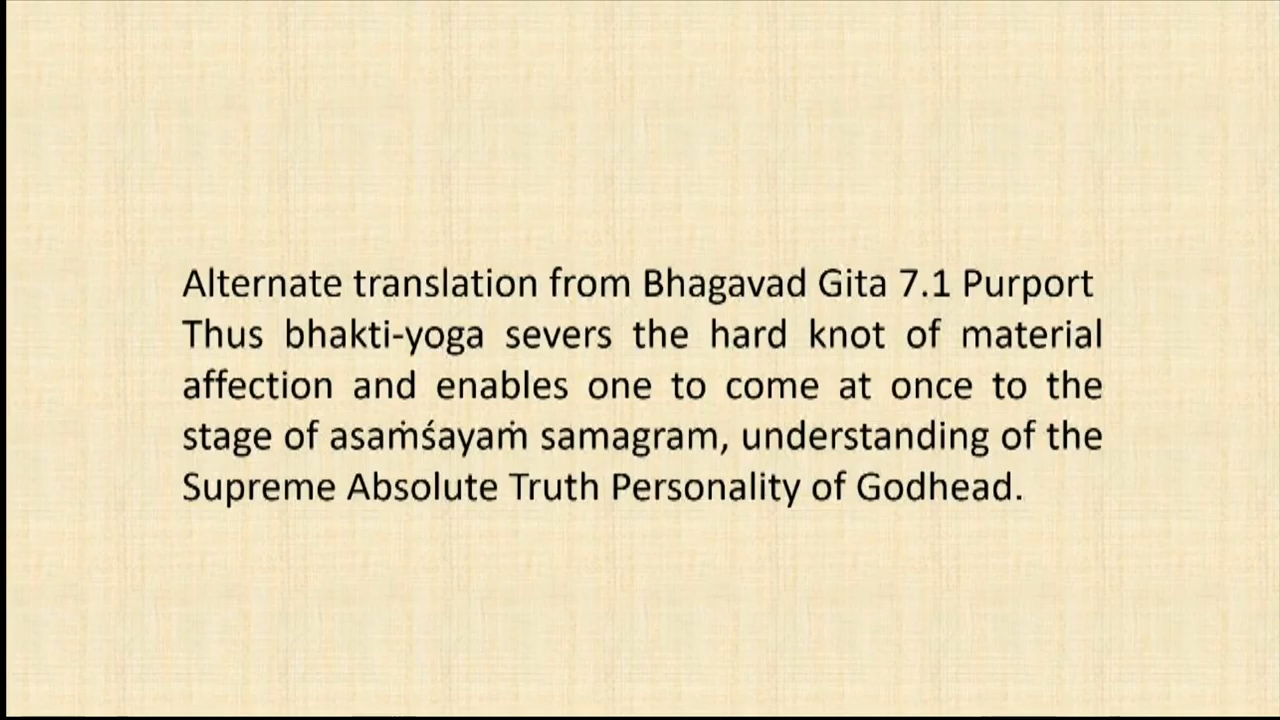 Alternate translation from Bhagavad Gita 7.1 Purport
Thus bhakti-yoga severs the hard knot of material
affection and enables one to come at once to the
stage of asaṁśayaṁ samagram, understanding of the
Supreme Absolute Truth Personality of Godhead.